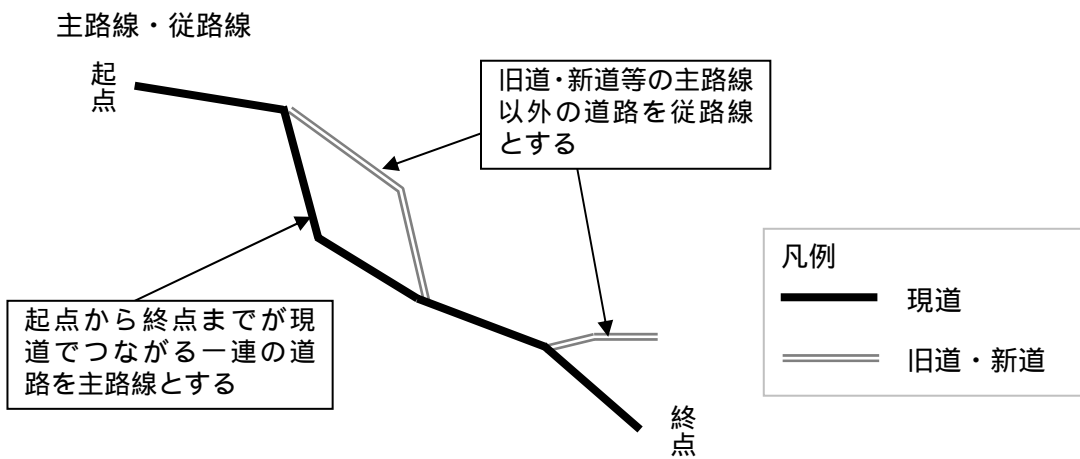 主路線・従路線
起点
旧道・新道等の主路線
以外の道路を従路線
とする
起点から終点までが現
道でつながる一連の道
路を主路線とする
凡例
現道
旧道・新道
終点